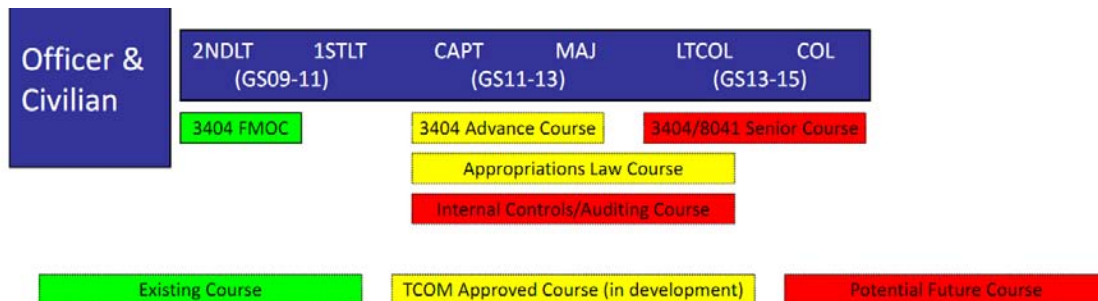 Officer &
Civilian
2NDLT 1STLT CAPT MAJ LTCOL COL
(GS09-11) (GS11-13) (GS13-15)
3404 FMOC 3404 Advance Course 3404/8041 Senior Course
Appropriations Law Course
Internal Controls/Auditing Course
Existing Course TCOM Approved Course (in development) Potential Future Course